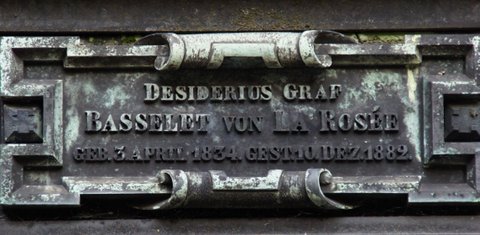 DESIDERIUS GRAF
BASSELET VON LA ROSÉE
GEB. 3. APRIL 1834. GEST. 10. DEZ. 1882.